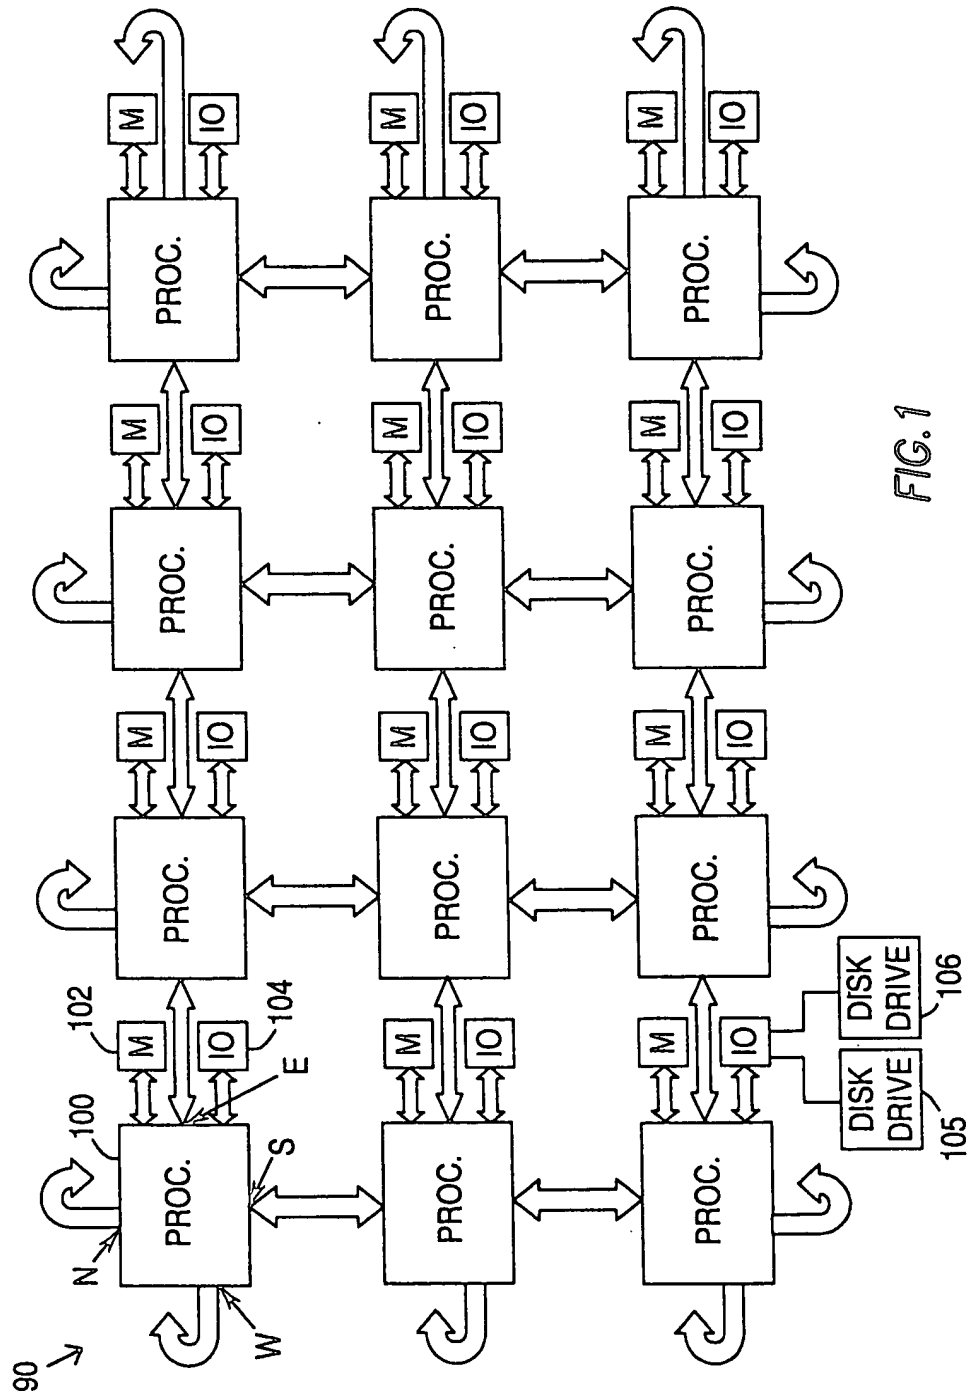 90
N
100
102
M M M M
PROC. PROC. PROC. PROC.
IO IO IO IO
W
S
E
104
M M M M
PROC. PROC. PROC. PROC.
IO IO IO IO
M M M M
PROC. PROC. PROC. PROC.
IO IO IO IO
DISK
DRIVE
105
DISK
DRIVE
106
FIG. 1